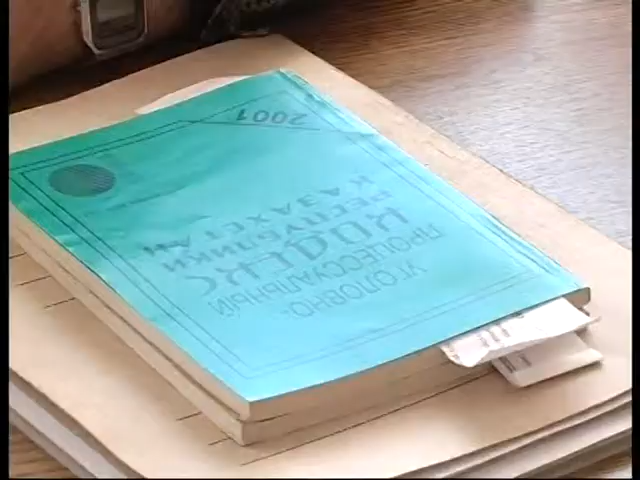 УГОЛОВНО-
ПРОЦЕССУАЛЬНЫЙ
КОДЕКС
РЕСПУБЛИКИ
КАЗАХСТАН
2001